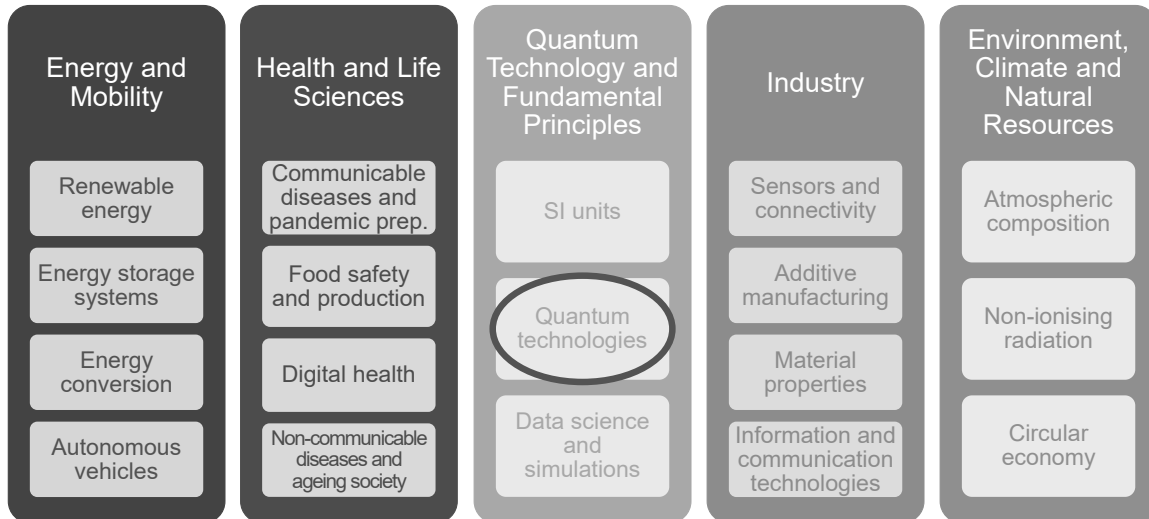 Energy and
Mobility
Renewable
energy
Energy storage
systems
Energy
conversion
Autonomous
vehicles
Health and Life
Sciences
Communicable
diseases and
pandemic prep.
Food safety
and production
Digital health
Non-communicable
diseases and
ageing society
Quantum
Technology and
Fundamental
Principles
SI units
Quantum
technologies
Data science
and
simulations
Industry
Sensors and
connectivity
Additive
manufacturing
Material
properties
Information and
communication
technologies
Environment,
Climate and
Natural
Resources
Atmospheric
composition
Non-ionising
radiation
Circular
economy